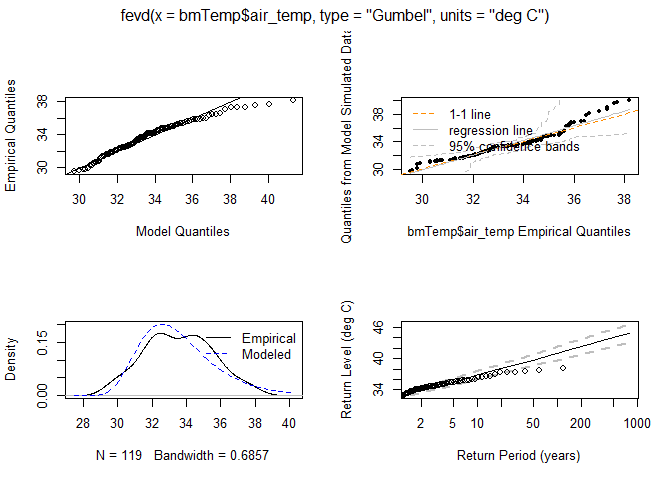 fevd(x = bmTemp$air_temp, type = "Gumbel", units = "deg C")
Empirical Quantiles
30 34 38
30 32 34 36 38 40
Model Quantiles
Quantiles from Model Simulated Data
30 34 38
1-1 line
regression line
95% confidence bands
30 32 34 36 38
bmTemp$air_temp Empirical Quantiles
Density
0.00 0.15
Empirical
Modeled
28 30 32 34 36 38 40
N = 119 Bandwidth = 0.6857
Return Level (deg C)
34 40 46
2 5 10 50 200 1000
Return Period (years)